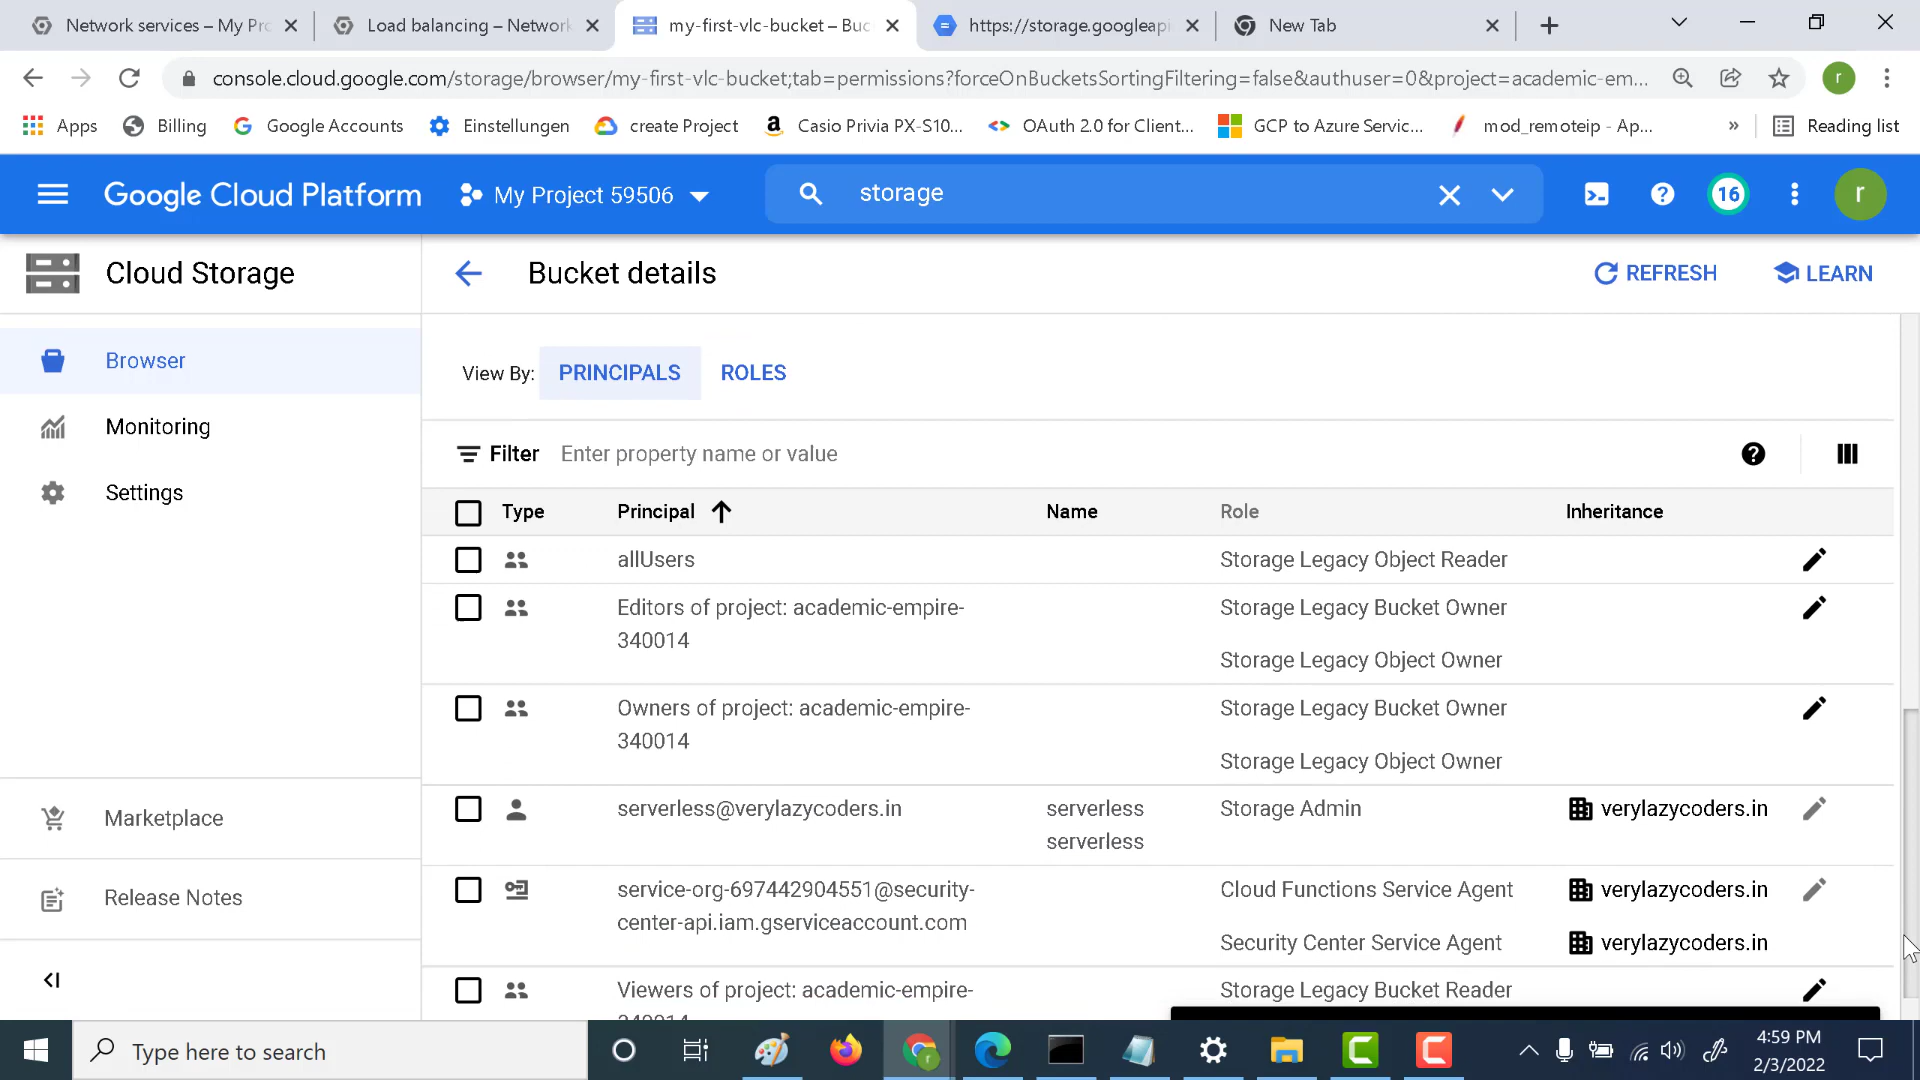 Network services – My Pro
Load balancing – Network
my-first-vlc-bucket – Buc
https://storage.googleapi
New Tab
console.cloud.google.com/storage/browser/my-first-vlc-bucket;tab=permissions?forceOnBucketsSortingFiltering=false&authuser=0&project=academic-em...
r
Apps
Billing
Google Accounts
Einstellungen
create Project
Casio Privia PX-S10...
OAuth 2.0 for Client...
GCP to Azure Servic...
mod_remoteip - Ap...
»
Reading list
Google Cloud Platform
My Project 59506
storage
16
r
Cloud Storage
Bucket details
REFRESH
LEARN
Browser
Monitoring
Settings
Marketplace
Release Notes
View By:
PRINCIPALS
ROLES
Filter
Enter property name or value
Type
Principal
Name
Role
Inheritance
allUsers
Storage Legacy Object Reader
Editors of project: academic-empire-
340014
Storage Legacy Bucket Owner
Storage Legacy Object Owner
Owners of project: academic-empire-
340014
Storage Legacy Bucket Owner
Storage Legacy Object Owner
serverless@verylazycoders.in
serverless
serverless
Storage Admin
verylazycoders.in
service-org-697442904551@security-
center-api.iam.gserviceaccount.com
Cloud Functions Service Agent
verylazycoders.in
Security Center Service Agent
verylazycoders.in
Viewers of project: academic-empire-
340014
Storage Legacy Bucket Reader
Type here to search
4:59 PM
2/3/2022